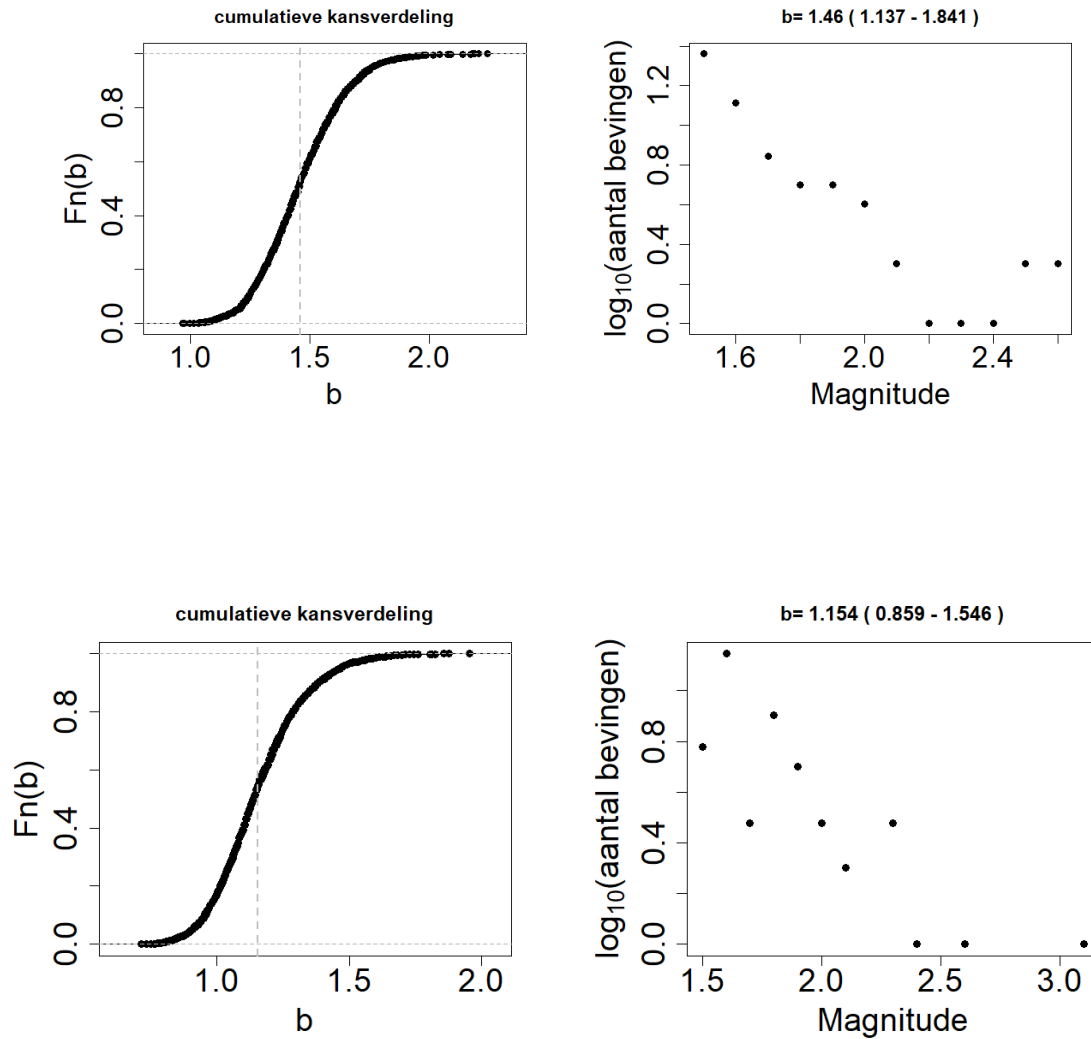 cumulatieve kansverdeling
Fn(b)
0.0 0.4 0.8
1.0 1.5 2.0
b
b= 1.46 ( 1.137 - 1.841 )
log10(aantal bevingen)
0.0 0.4 0.8 1.2
1.6 2.0 2.4
Magnitude
cumulatieve kansverdeling
Fn(b)
0.0 0.4 0.8
1.0 1.5 2.0
b
b= 1.154 ( 0.859 - 1.546 )
log10(aantal bevingen)
0.0 0.4 0.8
1.5 2.0 2.5 3.0
Magnitude